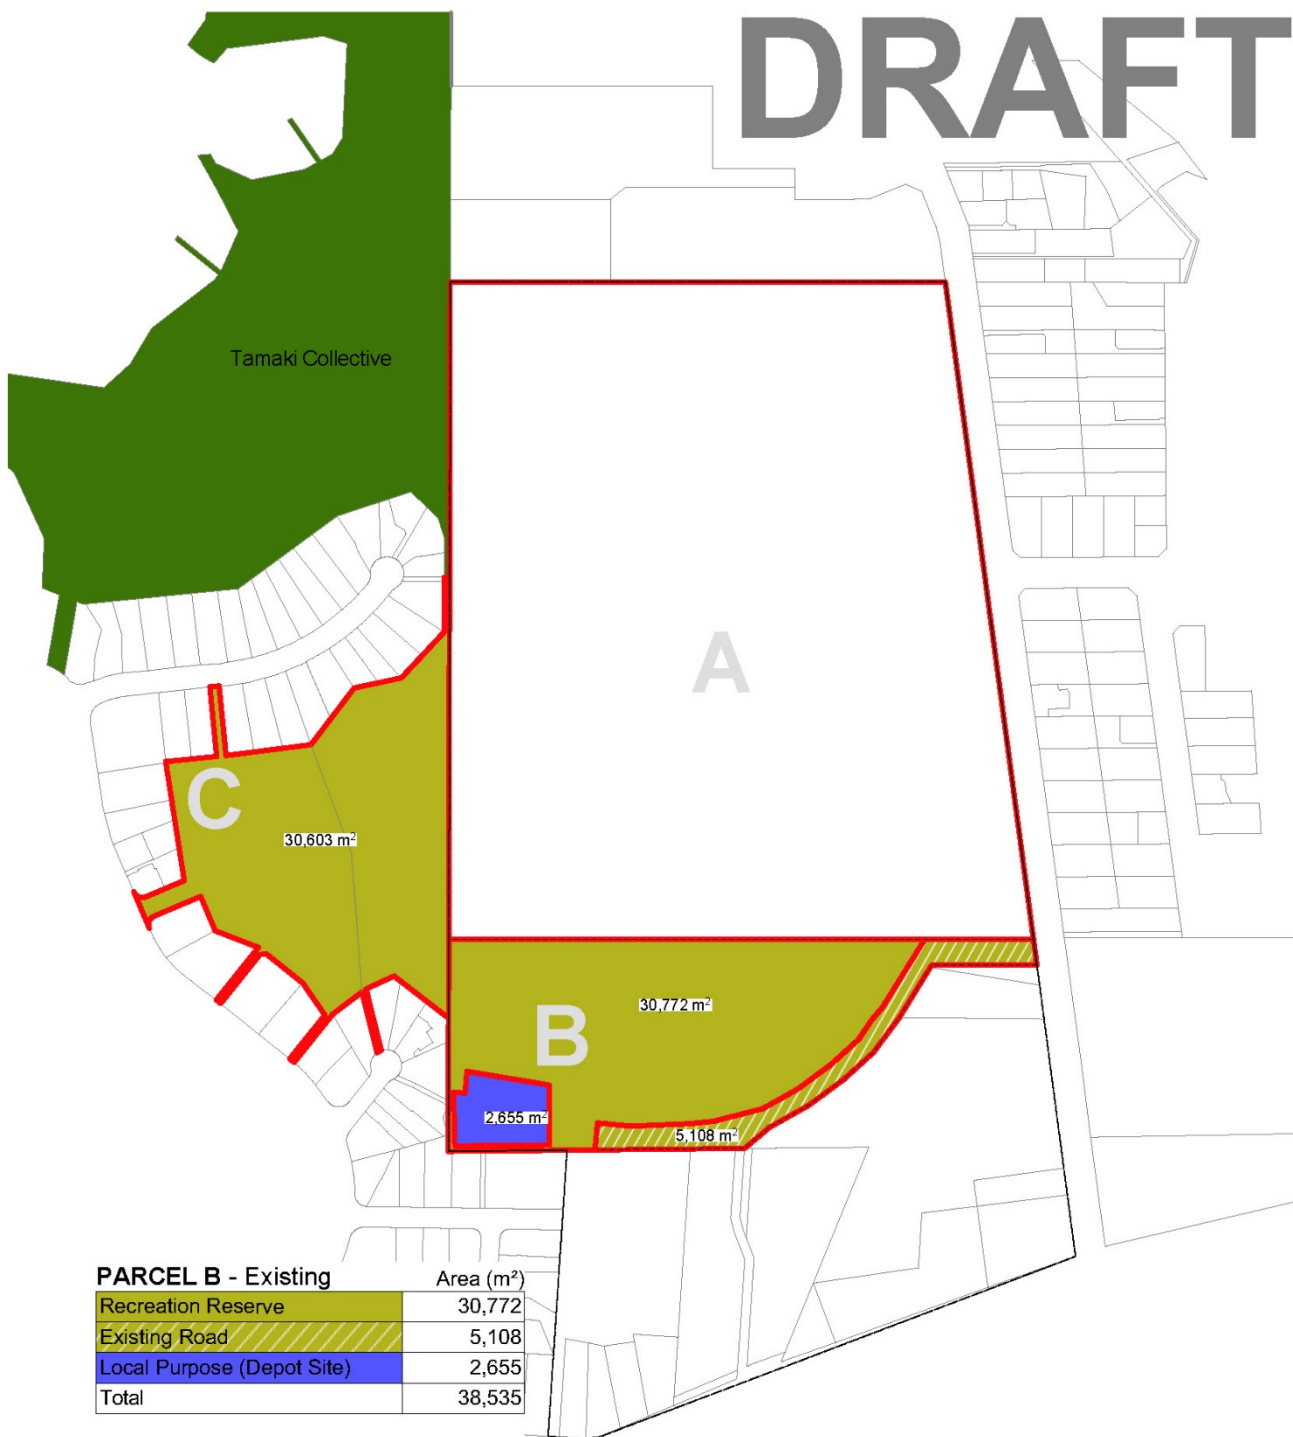 DRAFT
Tamaki Collective
A
C
30,603 m²
30,772 m²
B
2,655 m²
5,108 m²
PARCEL B - Existing Area (m²)
Recreation Reserve 30,772
Existing Road 5,108
Local Purpose (Depot Site) 2,655
Total 38,535